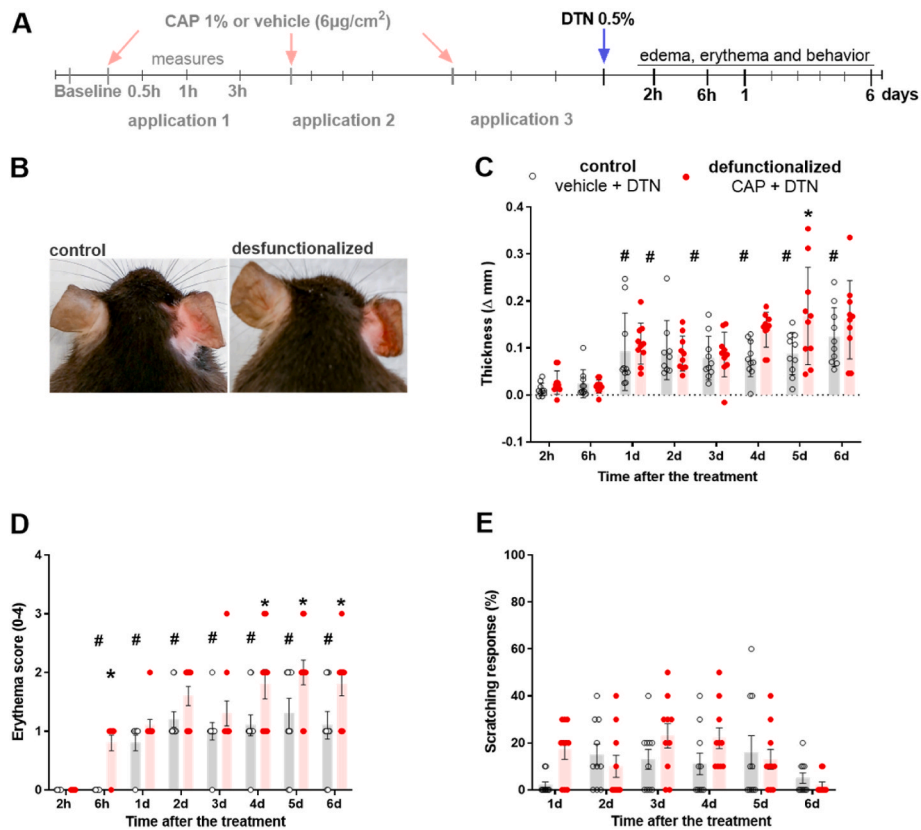 A
CAP 1% or vehicle (6µg/cm²)
DTN 0.5%
measures
edema, erythema and behavior
Baseline 0.5h 1h 3h
2h 6h 1 6 days
application 1 application 2 application 3
B
control desfunctionalized
C
control defunctionalized
vehicle + DTN CAP + DTN
Thickness (Δ mm)
0.4
0.3
0.2
0.1
0.0
-0.1
*
# # # # # #
2h 6h 1d 2d 3d 4d 5d 6d
Time after the treatment
D
Erythema score (0-4)
4
3
2
1
0
* * *
# # # # # # #
*
2h 6h 1d 2d 3d 4d 5d 6d
Time after the treatment
E
Scratching response (%)
100
80
60
40
20
0
1d 2d 3d 4d 5d 6d
Time after the treatment